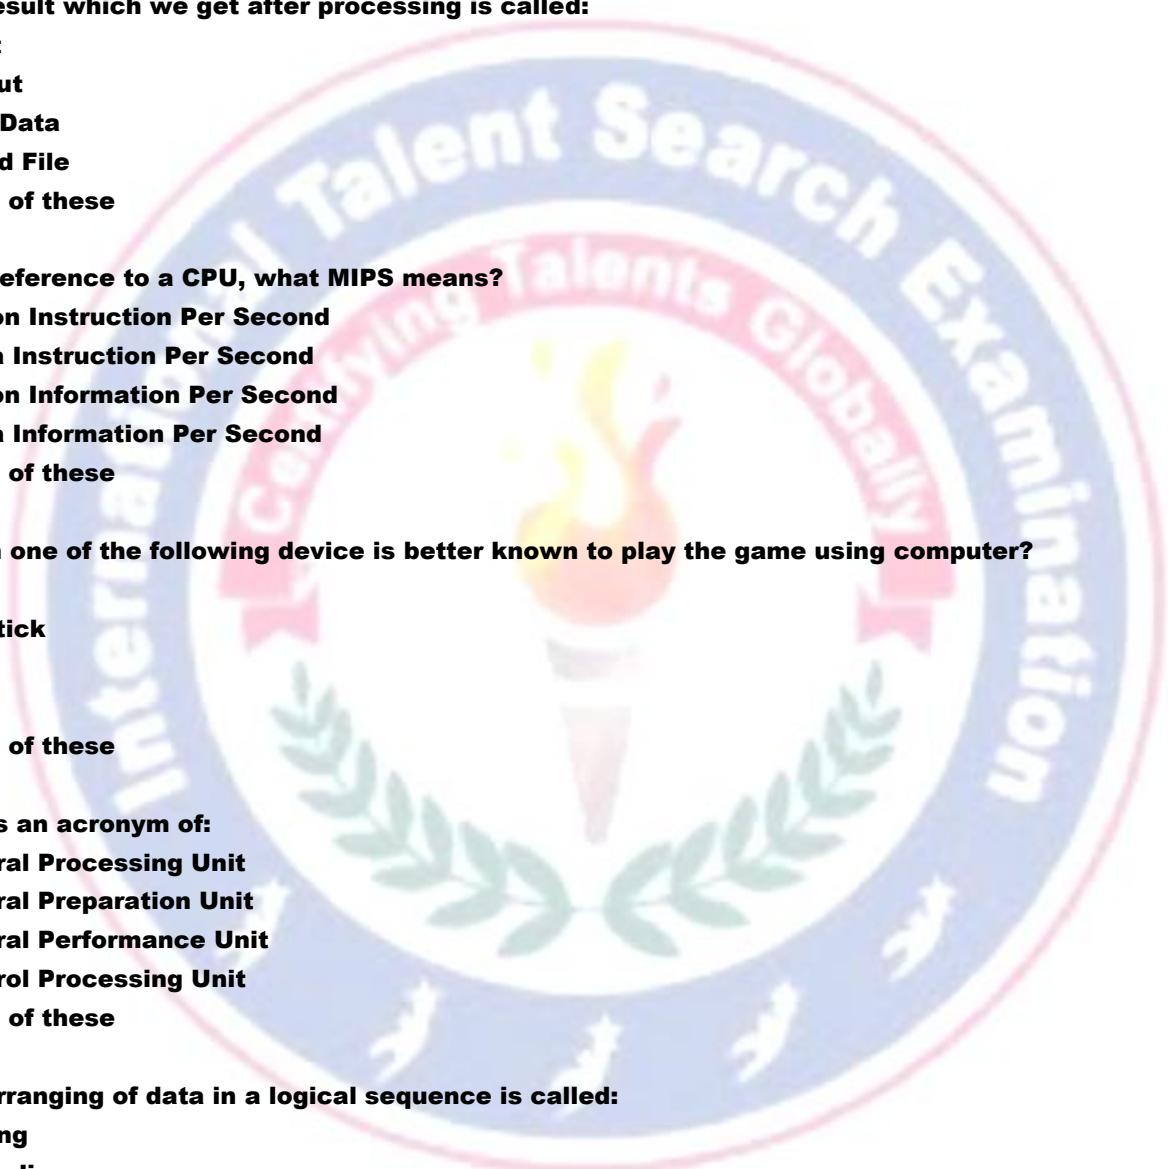 esult which we get after processing is called:
:
ut
Data
d File
of these
eference to a CPU, what MIPS means?
on Instruction Per Second
a Instruction Per Second
on Information Per Second
a Information Per Second
of these
n one of the following device is better known to play the game using computer?
tick
of these
s an acronym of:
ral Processing Unit
ral Preparation Unit
ral Performance Unit
rol Processing Unit
of these
rranging of data in a logical sequence is called:
ng
International Talent Search Examination
Certifying Talents Globally